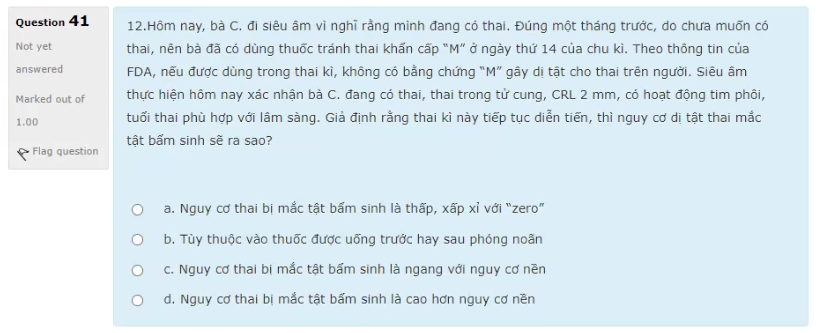 Question 41
Not yet
answered
Marked out of
1.00
Flag question
12.Hôm nay, bà C. đi siêu âm vì nghĩ rằng mình đang có thai. Đúng một tháng trước, do chưa muốn có
thai, nên bà đã có dùng thuốc tránh thai khẩn cấp "M" ở ngày thứ 14 của chu kì. Theo thông tin của
FDA, nếu được dùng trong thai kì, không có bằng chứng "M" gây dị tật cho thai trên người. Siêu âm
thực hiện hôm nay xác nhận bà C. đang có thai, thai trong tử cung, CRL 2 mm, có hoạt động tim phôi,
tuổi thai phù hợp với lâm sàng. Giả định rằng thai kì này tiếp tục diễn tiến, thì nguy cơ dị tật thai mắc
tật bẩm sinh sẽ ra sao?
a. Nguy cơ thai bị mắc tật bẩm sinh là thấp, xấp xỉ với "zero"
b. Tùy thuộc vào thuốc được uống trước hay sau phóng noãn
c. Nguy cơ thai bị mắc tật bẩm sinh là ngang với nguy cơ nền
d. Nguy cơ thai bị mắc tật bẩm sinh là cao hơn nguy cơ nền